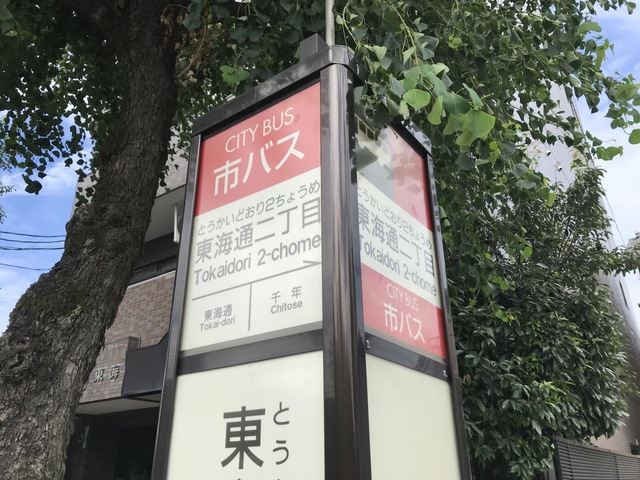 CITY BUS
市バス
とうかいどおり2ちょうめ
東海通二丁目
Tokaidori 2-chome
東海通
Tokai-dori
千年
Chitose
東
とう
とうかいどおり2ちょうめ
東海通二丁目
Tokaidori 2-chome
CITY BUS
市バス
東海